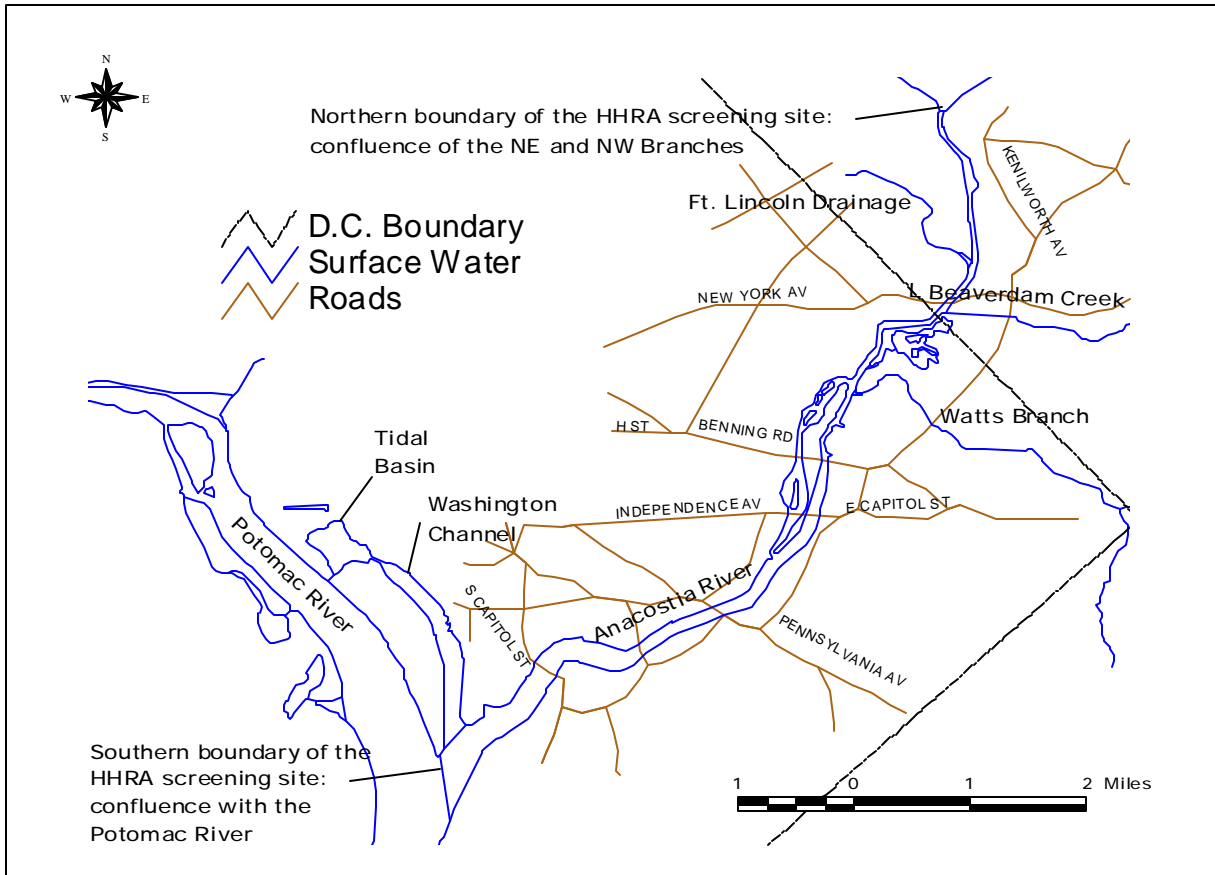 N
W E
S
Northern boundary of the HHRA screening site:
confluence of the NE and NW Branches
KENILWORTH AV
Ft. Lincoln Drainage
D.C. Boundary
Surface Water
Roads
NEW YORK AV
L Beaverdam Creek
Watts Branch
H ST
BENNING RD
Tidal
Basin
Washington
Channel
INDEPENDENCE AV
E CAPITOL ST
Potomac River
S CAPITOL ST
Anacostia River
PENNSYLVANIA AV
Southern boundary of the
HHRA screening site:
confluence with the
Potomac River
1 0 1 2 Miles